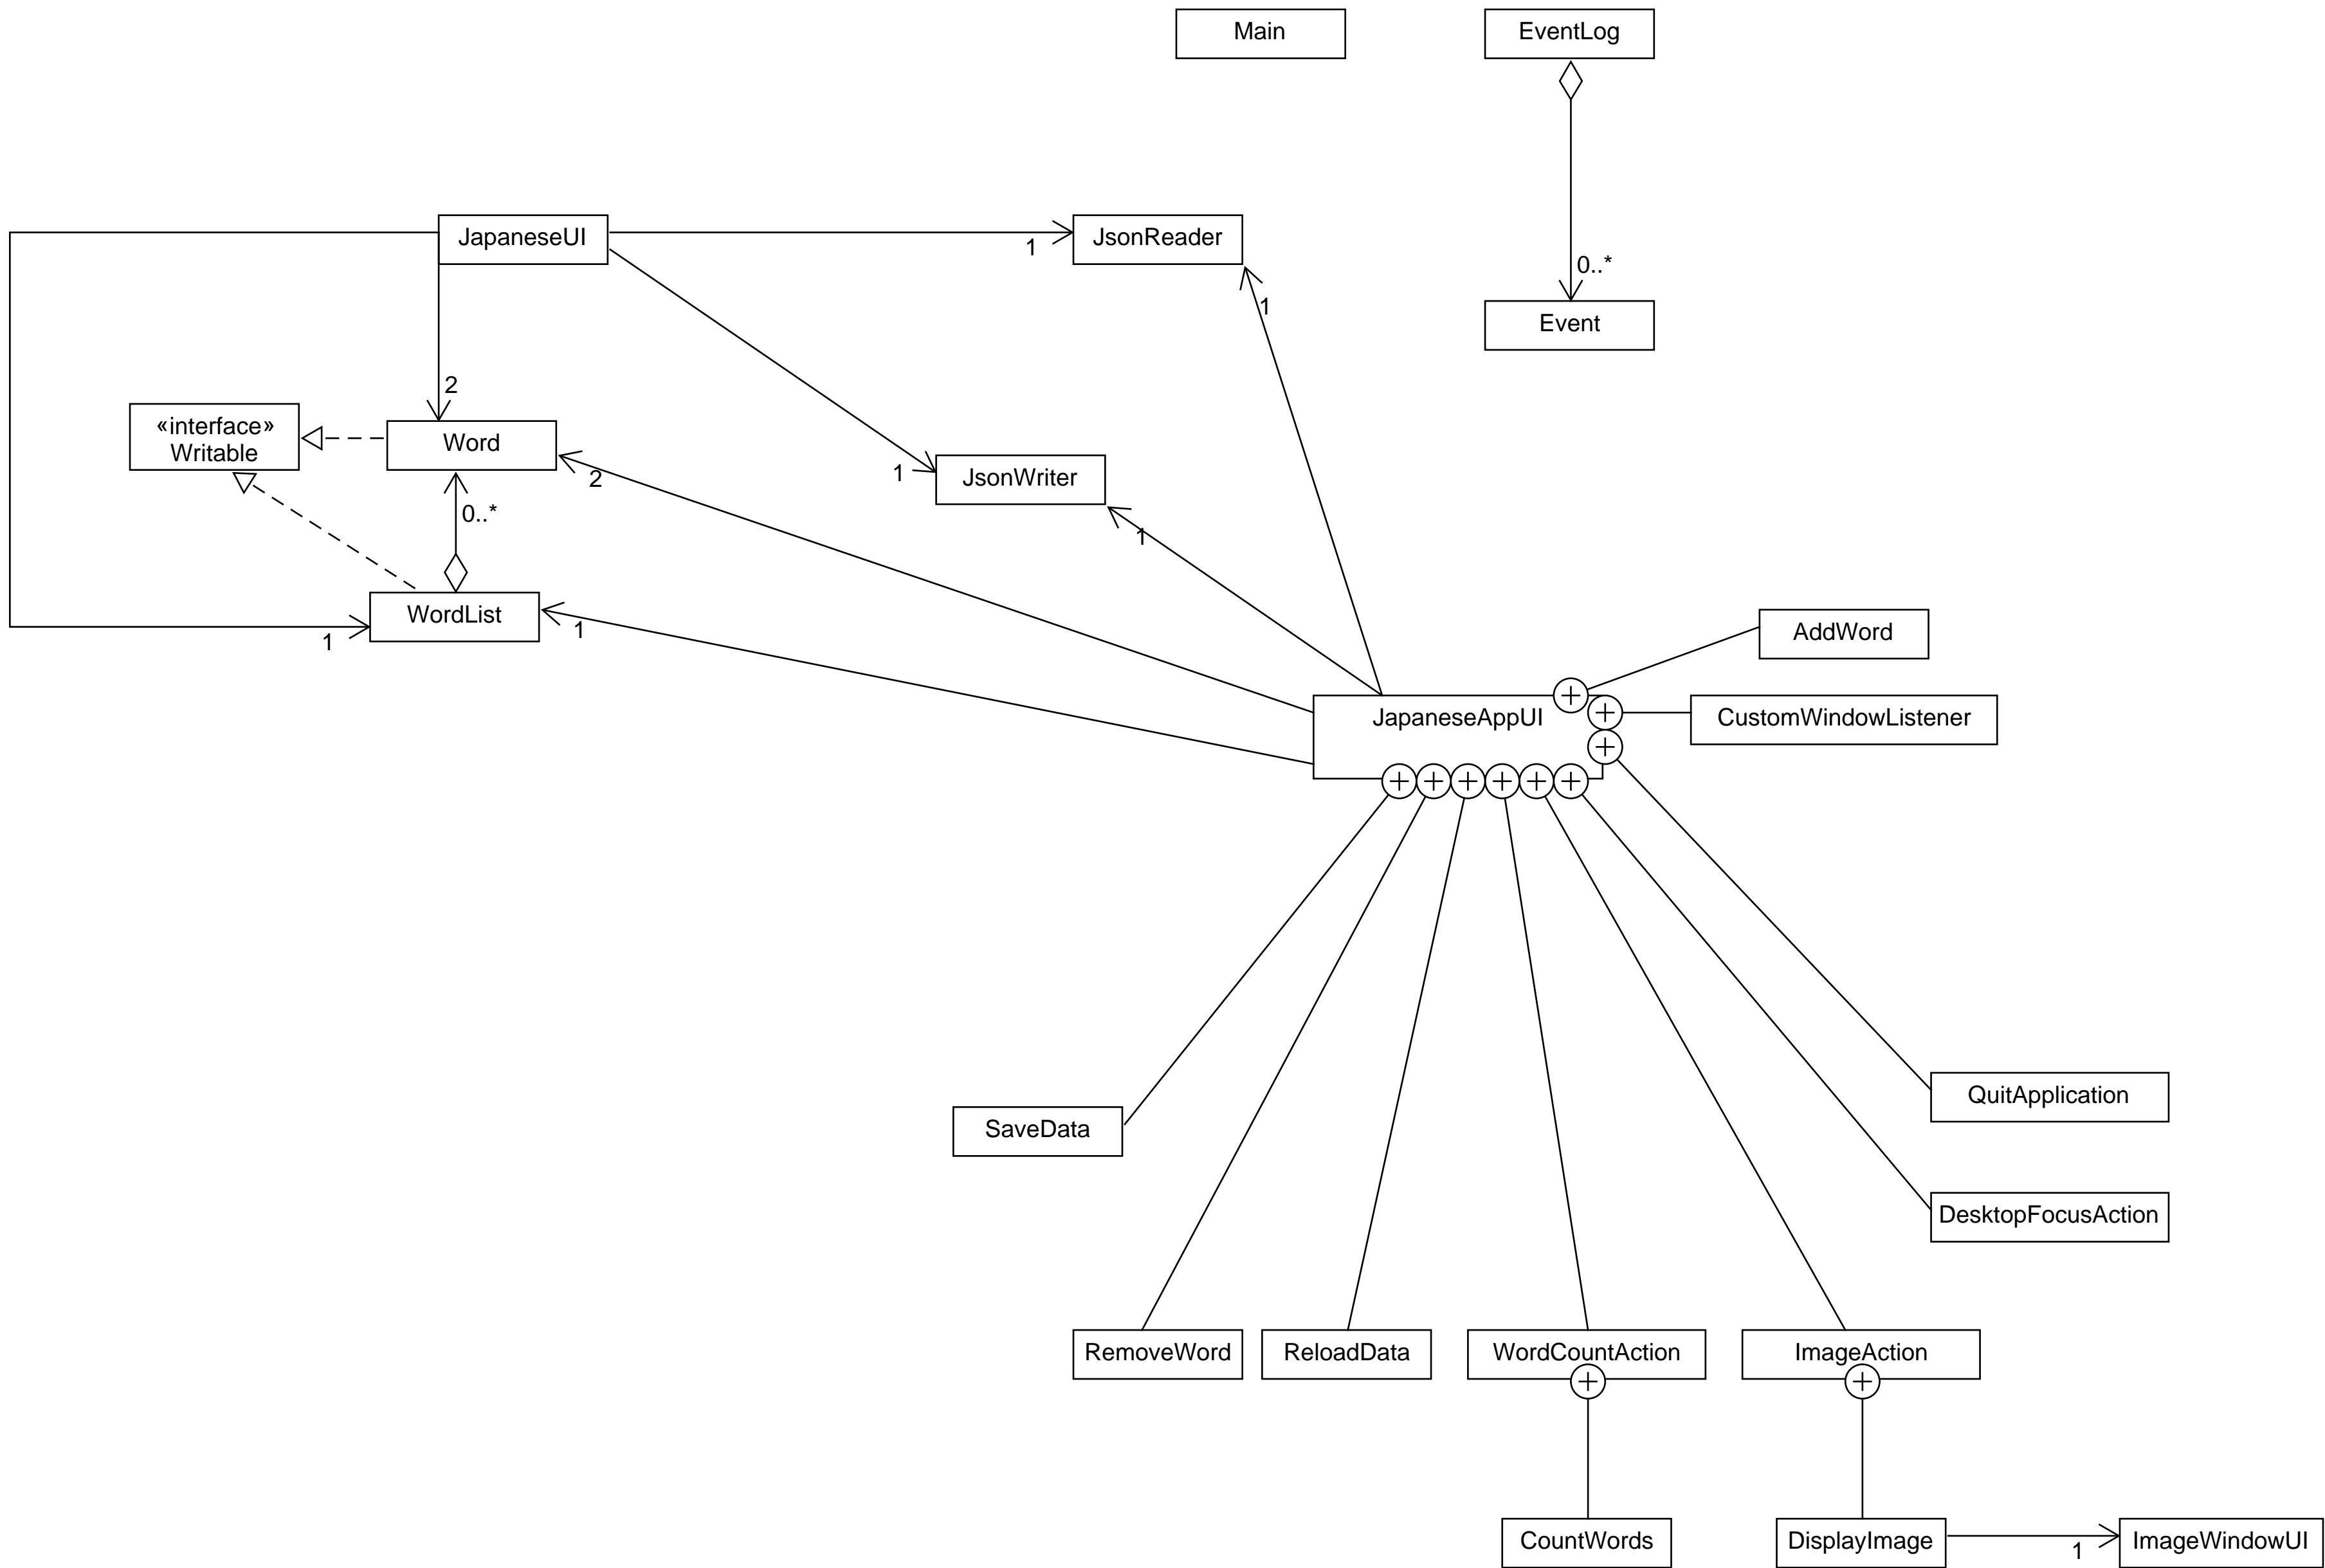 Main
EventLog
JapaneseUI
JsonReader
1
1
0..*
Event
2
«interface»
Writable
Word
2
1
JsonWriter
1
0..*
WordList
1
1
AddWord
JapaneseAppUI
CustomWindowListener
QuitApplication
SaveData
DesktopFocusAction
RemoveWord
ReloadData
WordCountAction
ImageAction
CountWords
DisplayImage
1
ImageWindowUI